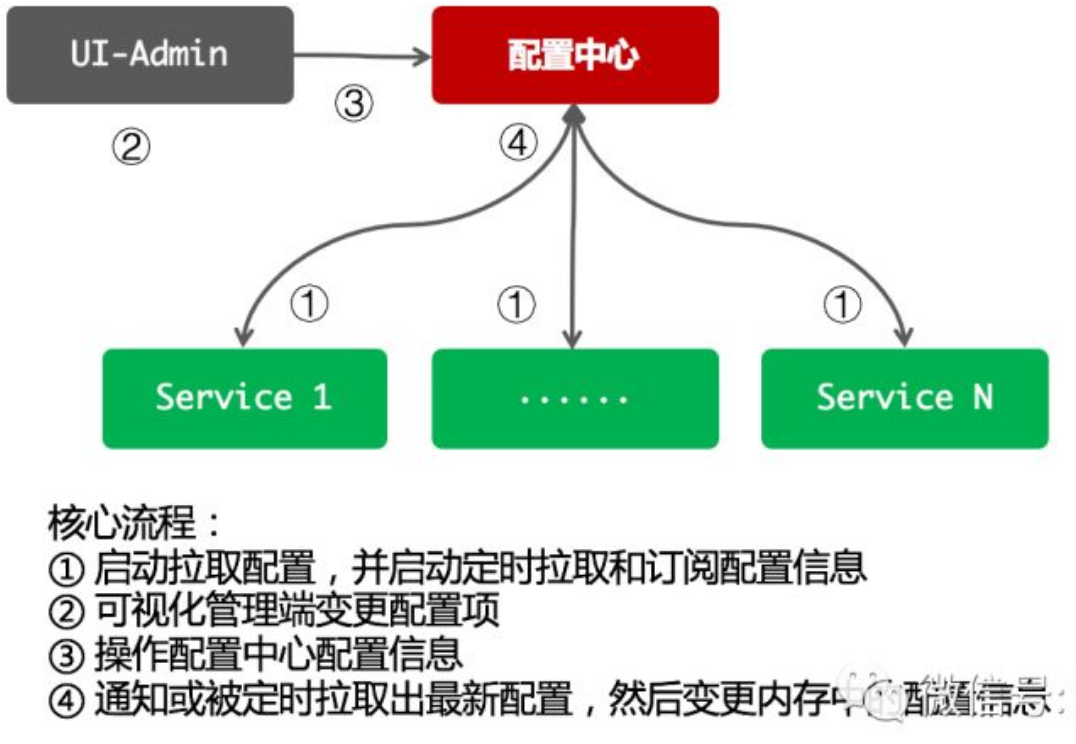 UI-Admin
配置中心
③
②
④
①
①
①
Service 1
......
Service N
核心流程：
① 启动拉取配置，并启动定时拉取和订阅配置信息
② 可视化管理端变更配置项
③ 操作配置中心配置信息
④ 通知或被定时拉取出最新配置，然后变更内存中的配置信息
微信号：